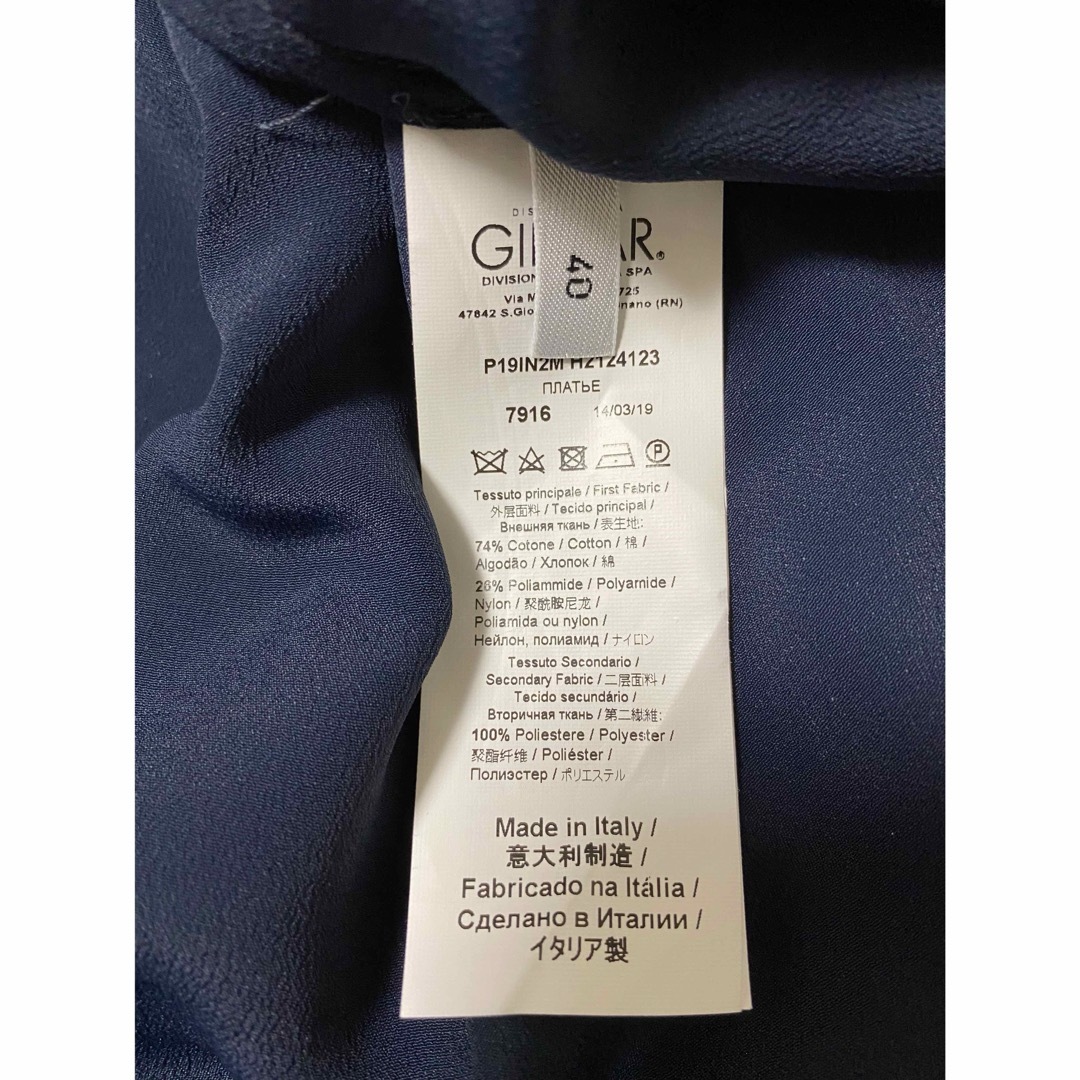 40
DIVISION SPA
Via 725
47842 S.Gio (RN)
P19IN2M H2124123
ПЛАТЬЕ
7916 14/03/19
Tessuto principale / First Fabric /
外层面料 / Tecido principal /
Внешняя ткань / 表生地:
74% Cotone / Cotton / 棉 /
Algodão / Хлопок / 綿
26% Poliammide / Polyamide /
Nylon / 聚酰胺尼龙 /
Poliamida ou nylon /
Нейлон, полиамид / ナイロン
Tessuto Secondario /
Secondary Fabric / 二层面料 /
Tecido secundário /
Вторичная ткань / 第二繊維:
100% Poliestere / Polyester /
聚酯纤维 / Poliéster /
Полиэстер / ポリエステル
Made in Italy /
意大利制造 /
Fabricado na Itália /
Сделано в Италии /
イタリア製